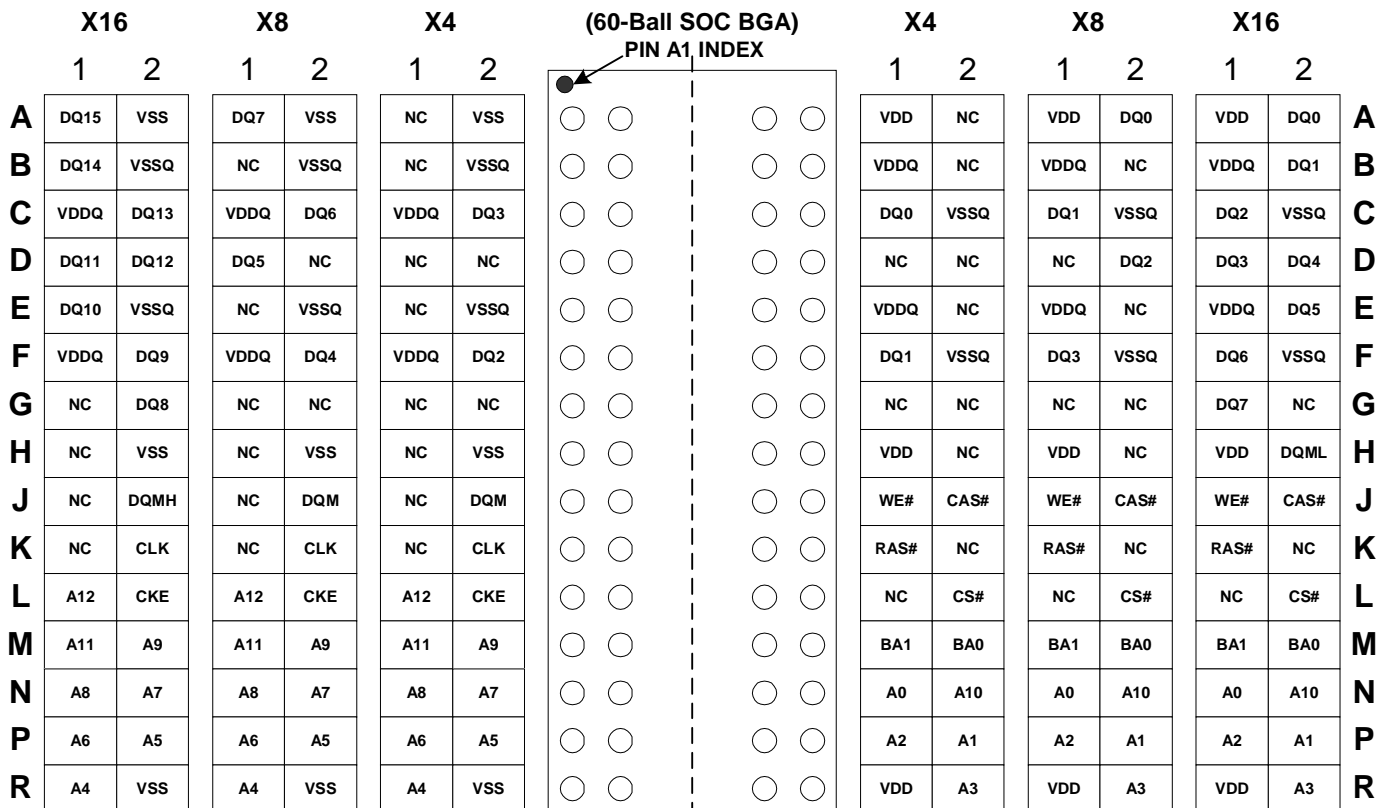 X16 X8 X4 (60-Ball SOC BGA) X4 X8 X16
PIN A1 INDEX
1 2 1 2 1 2 1 2 1 2 1 2
A DQ15 VSS DQ7 VSS NC VSS VDD NC VDD DQ0 VDD DQ0 A
B DQ14 VSSQ NC VSSQ NC VSSQ VDDQ NC VDDQ NC VDDQ DQ1 B
C VDDQ DQ13 VDDQ DQ6 VDDQ DQ3 DQ0 VSSQ DQ1 VSSQ DQ2 VSSQ C
D DQ11 DQ12 DQ5 NC NC NC NC NC NC DQ2 DQ3 DQ4 D
E DQ10 VSSQ NC VSSQ NC VSSQ VDDQ NC VDDQ NC VDDQ DQ5 E
F VDDQ DQ9 VDDQ DQ4 VDDQ DQ2 DQ1 VSSQ DQ3 VSSQ DQ6 VSSQ F
G NC DQ8 NC NC NC NC NC NC NC NC DQ7 NC G
H NC VSS NC VSS NC VSS VDD NC VDD NC VDD DQML H
J NC DQMH NC DQM NC DQM WE# CAS# WE# CAS# WE# CAS# J
K NC CLK NC CLK NC CLK RAS# NC RAS# NC RAS# NC K
L A12 CKE A12 CKE A12 CKE NC CS# NC CS# NC CS# L
M A11 A9 A11 A9 A11 A9 BA1 BA0 BA1 BA0 BA1 BA0 M
N A8 A7 A8 A7 A8 A7 A0 A10 A0 A10 A0 A10 N
P A6 A5 A6 A5 A6 A5 A2 A1 A2 A1 A2 A1 P
R A4 VSS A4 VSS A4 VSS VDD A3 VDD A3 VDD A3 R